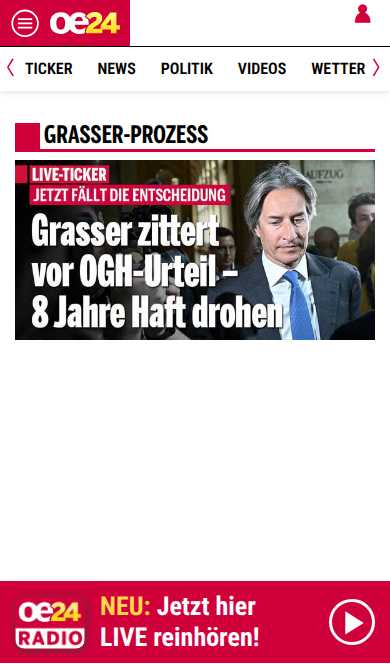 oe24
TICKER NEWS POLITIK VIDEOS WETTER
GRASSER-PROZESS
AUFZUG
LIVE-TICKER
JETZT FÄLLT DIE ENTSCHEIDUNG
Grasser zittert
vor OGH-Urteil –
8 Jahre Haft drohen
oe24
RADIO
NEU: Jetzt hier
LIVE reinhören!